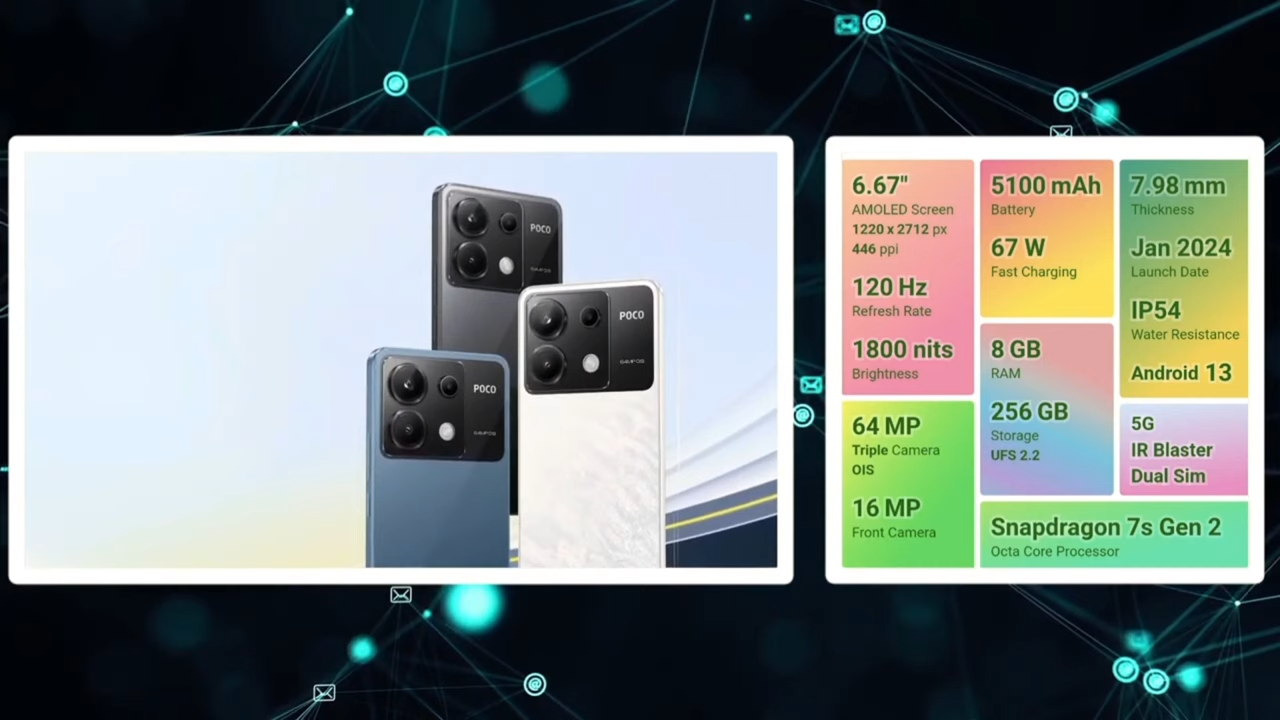 POCO
POCO
POCO
6.67"
AMOLED Screen
1220 x 2712 px
446 ppi
120 Hz
Refresh Rate
1800 nits
Brightness
64 MP
Triple Camera
OIS
16 MP
Front Camera
5100 mAh
Battery
67 W
Fast Charging
8 GB
RAM
256 GB
Storage
UFS 2.2
7.98 mm
Thickness
Jan 2024
Launch Date
IP54
Water Resistance
Android 13
5G
IR Blaster
Dual Sim
Snapdragon 7s Gen 2
Octa Core Processor